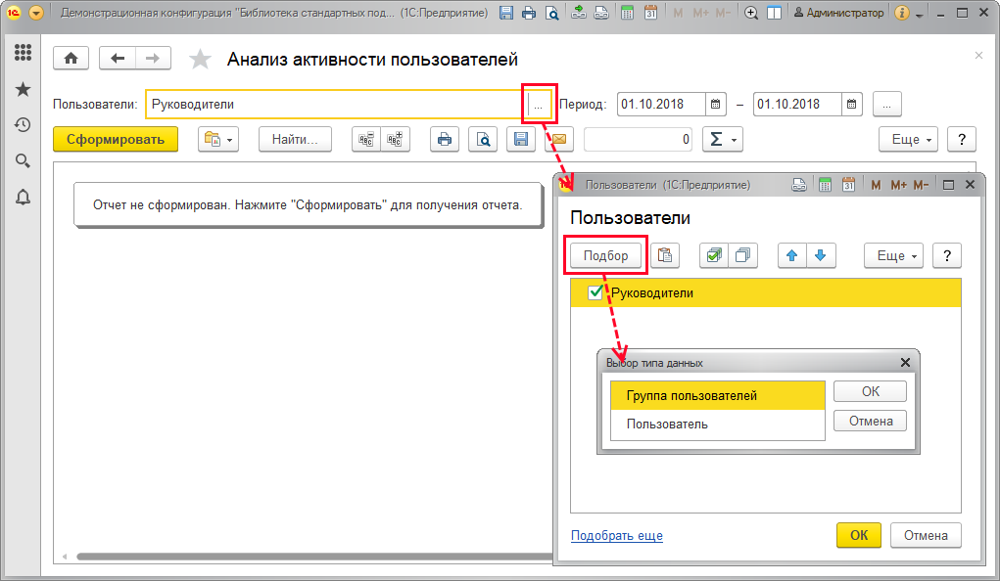 Демонстрационная конфигурация "Библиотека стандартных под... (1С:Предприятие) M M+ M- Администратор
Анализ активности пользователей
Пользователи: Руководители ... Период: 01.10.2018 – 01.10.2018 ...
Сформировать Найти... 0 Σ Еще ?
Отчет не сформирован. Нажмите "Сформировать" для получения отчета.
Пользователи (1С:Предприятие) M M+ M-
Пользователи
Подбор Еще ?
Руководители
Выбор типа данных
Группа пользователей ОК
Пользователь Отмена
Подобрать еще ОК Отмена